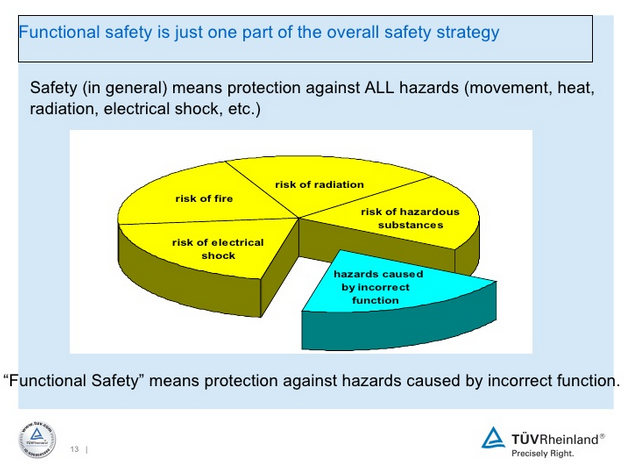 Functional safety is just one part of the overall safety strategy
Safety (in general) means protection against ALL hazards (movement, heat,
radiation, electrical shock, etc.)
risk of radiation
risk of fire
risk of hazardous
substances
risk of electrical
shock
hazards caused
by incorrect
function
“Functional Safety” means protection against hazards caused by incorrect function.
13 |
TÜVRheinland®
Precisely Right.